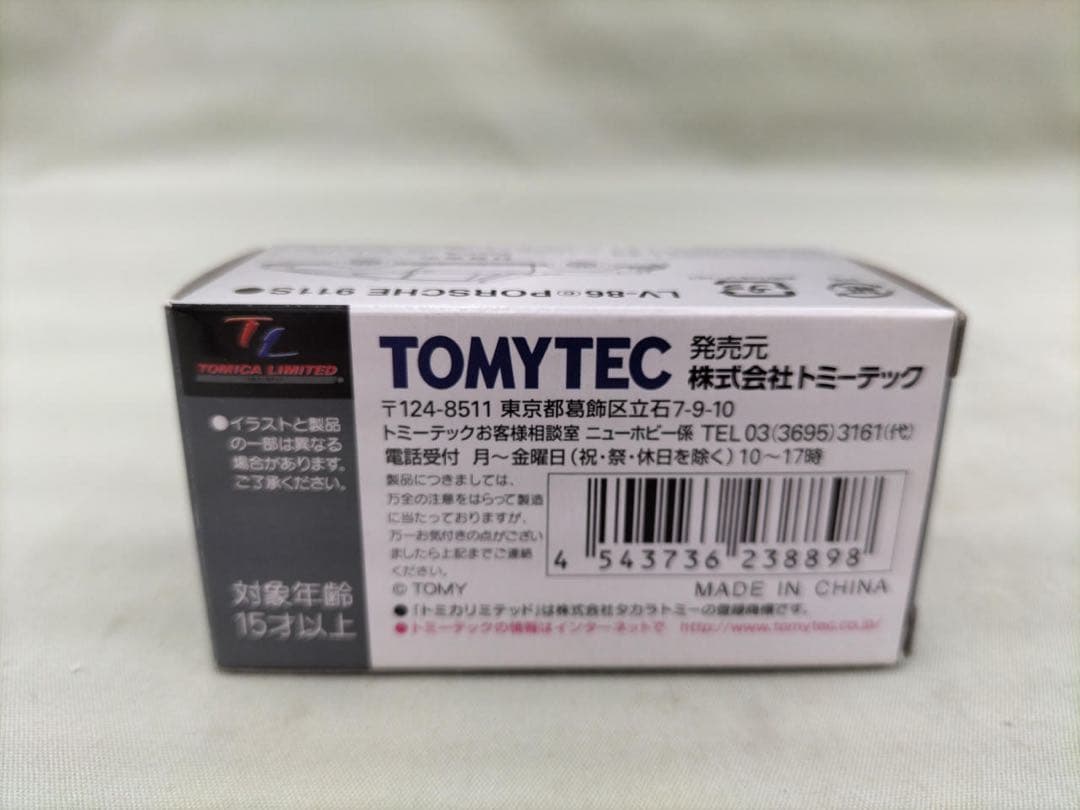 LV-86 ⓒ PORSCHE 911S●
TL
TOMICA LIMITED
●イラストと製品
の一部は異なる
場合があります。
ご了承ください。
対象年齢
15才以上
TOMYTEC 発売元
株式会社トミーテック
〒124-8511 東京都葛飾区立石7-9-10
トミーテックお客様相談室 ニューホビー係 TEL 03(3695)3161(代)
電話受付 月〜金曜日(祝・祭・休日を除く)10〜17時
製品につきましては、
万全の注意をはらって製造
に当たっておりますが、
万一お気付きの点がござい
ましたら上記までご連絡
ください。
4 543736 238898
© TOMY
MADE IN CHINA
●「トミカリミテッド」は株式会社タカラトミーの登録商標です。
●トミーテックの情報はインターネットで http://www.tomytec.co.jp/